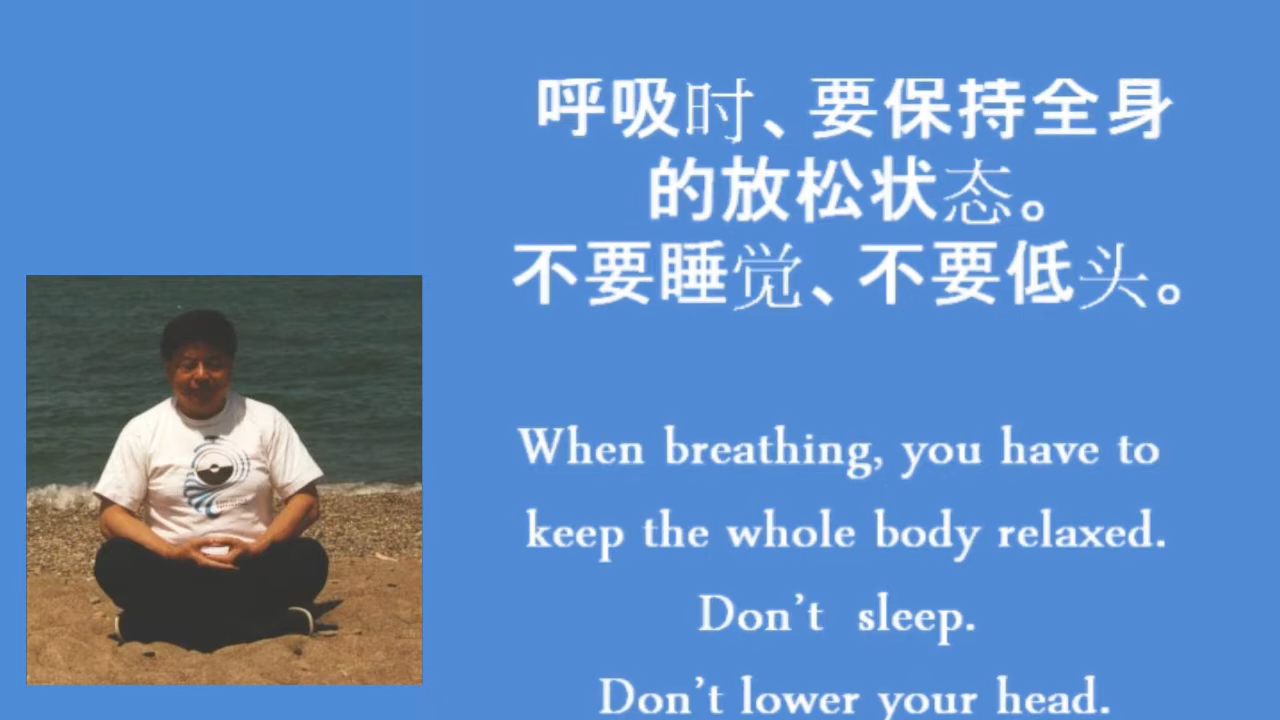 呼吸时、要保持全身
的放松状态。
不要睡觉、不要低头。
When breathing, you have to
keep the whole body relaxed.
Don’t sleep.
Don’t lower your head.